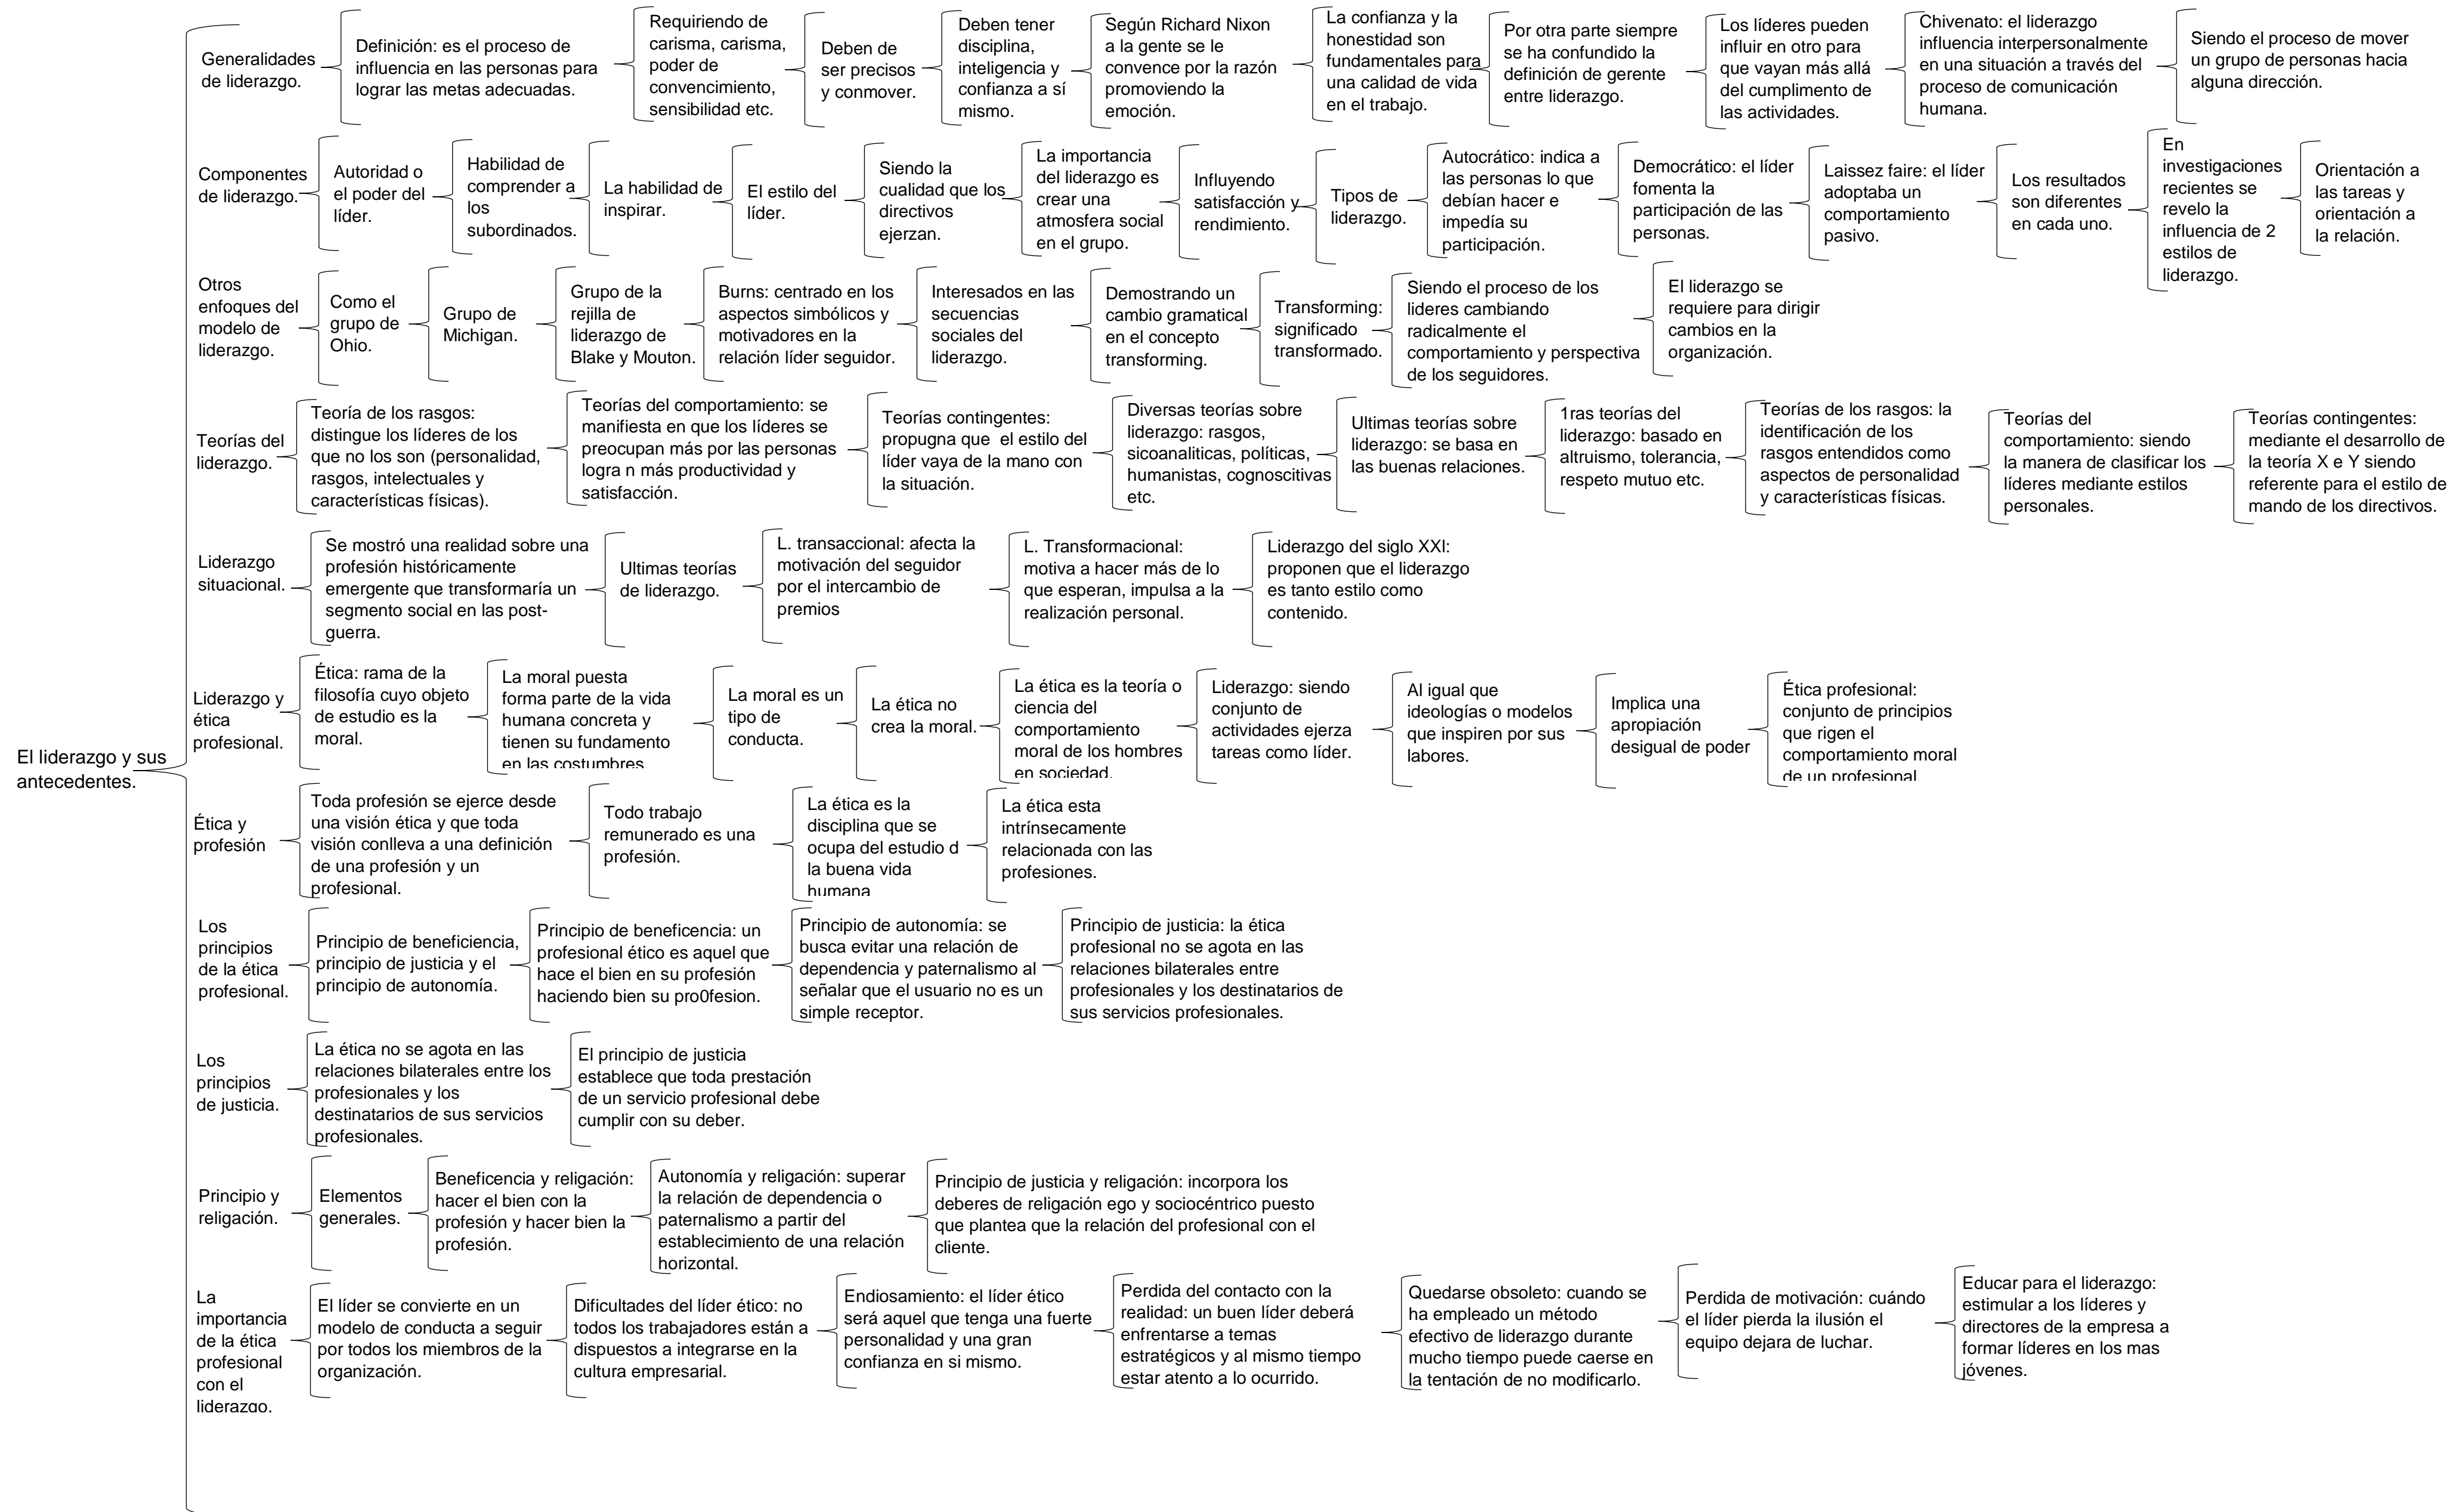 El liderazgo y sus
antecedentes.
Generalidades
de liderazgo.
Definición: es el proceso de
influencia en las personas para
lograr las metas adecuadas.
Requiriendo de
carisma, carisma,
poder de
convencimiento,
sensibilidad etc.
Deben de
ser precisos
y conmover.
Deben tener
disciplina,
inteligencia y
confianza a sí
mismo.
Según Richard Nixon
a la gente se le
convence por la razón
promoviendo la
emoción.
La confianza y la
honestidad son
fundamentales para
una calidad de vida
en el trabajo.
Por otra parte siempre
se ha confundido la
definición de gerente
entre liderazgo.
Los líderes pueden
influir en otro para
que vayan más allá
del cumplimento de
las actividades.
Chivenato: el liderazgo
influencia interpersonalmente
en una situación a través del
proceso de comunicación
humana.
Siendo el proceso de mover
un grupo de personas hacia
alguna dirección.
Componentes
de liderazgo.
Autoridad o
el poder del
líder.
Habilidad de
comprender a
los
subordinados.
La habilidad de
inspirar.
El estilo del
líder.
Siendo la
cualidad que los
directivos
ejerzan.
La importancia
del liderazgo es
crear una
atmosfera social
en el grupo.
Influyendo
satisfacción y
rendimiento.
Tipos de
liderazgo.
Autocrático: indica a
las personas lo que
debían hacer e
impedía su
participación.
Democrático: el líder
fomenta la
participación de las
personas.
Laissez faire: el líder
adoptaba un
comportamiento
pasivo.
Los resultados
son diferentes
en cada uno.
En
investigaciones
recientes se
revelo la
influencia de 2
estilos de
liderazgo.
Orientación a
las tareas y
orientación a
la relación.
Otros
enfoques del
modelo de
liderazgo.
Como el
grupo de
Ohio.
Grupo de
Michigan.
Grupo de la
rejilla de
liderazgo de
Blake y Mouton.
Burns: centrado en los
aspectos simbólicos y
motivadores en la
relación líder seguidor.
Interesados en las
secuencias
sociales del
liderazgo.
Demostrando un
cambio gramatical
en el concepto
transforming.
Transforming:
significado
transformado.
Siendo el proceso de los
lideres cambiando
radicalmente el
comportamiento y perspectiva
de los seguidores.
El liderazgo se
requiere para dirigir
cambios en la
organización.
Teorías del
liderazgo.
Teoría de los rasgos:
distingue los líderes de los
que no los son (personalidad,
rasgos, intelectuales y
características físicas).
Teorías del comportamiento: se
manifiesta en que los líderes se
preocupan más por las personas
logra n más productividad y
satisfacción.
Teorías contingentes:
propugna que  el estilo del
líder vaya de la mano con
la situación.
Diversas teorías sobre
liderazgo: rasgos,
sicoanaliticas, políticas,
humanistas, cognoscitivas
etc.
Ultimas teorías sobre
liderazgo: se basa en
las buenas relaciones.
1ras teorías del
liderazgo: basado en
altruismo, tolerancia,
respeto mutuo etc.
Teorías de los rasgos: la
identificación de los
rasgos entendidos como
aspectos de personalidad
y características físicas.
Teorías del
comportamiento: siendo
la manera de clasificar los
líderes mediante estilos
personales.
Teorías contingentes:
mediante el desarrollo de
la teoría X e Y siendo
referente para el estilo de
mando de los directivos.
Liderazgo
situacional.
Se mostró una realidad sobre una
profesión históricamente
emergente que transformaría un
segmento social en las post-
guerra.
Ultimas teorías
de liderazgo.
L. transaccional: afecta la
motivación del seguidor
por el intercambio de
premios
L. Transformacional:
motiva a hacer más de lo
que esperan, impulsa a la
realización personal.
Liderazgo del siglo XXI:
proponen que el liderazgo
es tanto estilo como
contenido.
Liderazgo y
ética
profesional.
Ética: rama de la
filosofía cuyo objeto
de estudio es la
moral.
La moral puesta
forma parte de la vida
humana concreta y
tienen su fundamento
en las costumbres
La moral es un
tipo de
conducta.
La ética no
crea la moral.
La ética es la teoría o
ciencia del
comportamiento
moral de los hombres
en sociedad.
Liderazgo: siendo
conjunto de
actividades ejerza
tareas como líder.
Al igual que
ideologías o modelos
que inspiren por sus
labores.
Implica una
apropiación
desigual de poder
Ética profesional:
conjunto de principios
que rigen el
comportamiento moral
de un profesional
Ética y
profesión
Toda profesión se ejerce desde
una visión ética y que toda
visión conlleva a una definición
de una profesión y un
profesional.
Todo trabajo
remunerado es una
profesión.
La ética es la
disciplina que se
ocupa del estudio d
la buena vida
humana
La ética esta
intrínsecamente
relacionada con las
profesiones.
Los
principios
de la ética
profesional.
Principio de beneficiencia,
principio de justicia y el
principio de autonomía.
Principio de beneficencia: un
profesional ético es aquel que
hace el bien en su profesión
haciendo bien su pro0fesion.
Principio de autonomía: se
busca evitar una relación de
dependencia y paternalismo al
señalar que el usuario no es un
simple receptor.
Principio de justicia: la ética
profesional no se agota en las
relaciones bilaterales entre
profesionales y los destinatarios de
sus servicios profesionales.
Los
principios
de justicia.
La ética no se agota en las
relaciones bilaterales entre los
profesionales y los
destinatarios de sus servicios
profesionales.
El principio de justicia
establece que toda prestación
de un servicio profesional debe
cumplir con su deber.
Principio y
religación.
Elementos
generales.
Beneficencia y religación:
hacer el bien con la
profesión y hacer bien la
profesión.
Autonomía y religación: superar
la relación de dependencia o
paternalismo a partir del
establecimiento de una relación
horizontal.
Principio de justicia y religación: incorpora los
deberes de religación ego y sociocéntrico puesto
que plantea que la relación del profesional con el
cliente.
La
importancia
de la ética
profesional
con el
liderazgo.
El líder se convierte en un
modelo de conducta a seguir
por todos los miembros de la
organización.
Dificultades del líder ético: no
todos los trabajadores están a
dispuestos a integrarse en la
cultura empresarial.
Endiosamiento: el líder ético
será aquel que tenga una fuerte
personalidad y una gran
confianza en si mismo.
Perdida del contacto con la
realidad: un buen líder deberá
enfrentarse a temas
estratégicos y al mismo tiempo
estar atento a lo ocurrido.
Quedarse obsoleto: cuando se
ha empleado un método
efectivo de liderazgo durante
mucho tiempo puede caerse en
la tentación de no modificarlo.
Perdida de motivación: cuándo
el líder pierda la ilusión el
equipo dejara de luchar.
Educar para el liderazgo:
estimular a los líderes y
directores de la empresa a
formar líderes en los mas
jóvenes.